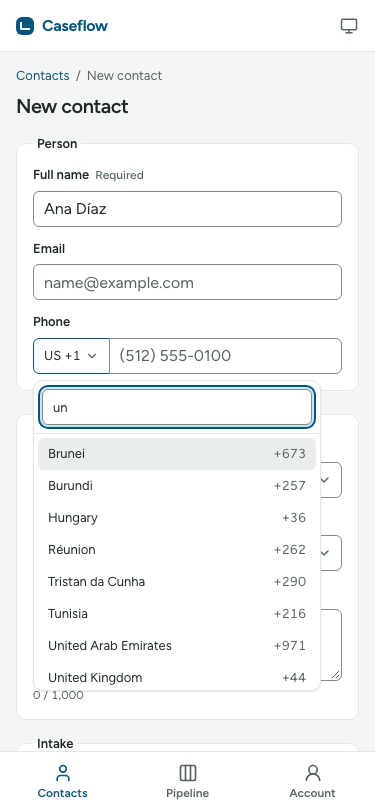 Caseflow
Contacts / New contact
New contact
Person
Full name Required
Ana Díaz
Email
name@example.com
Phone
US +1 (512) 555-0100
un
Brunei +673
Burundi +257
Hungary +36
Réunion +262
Tristan da Cunha +290
Tunisia +216
United Arab Emirates +971
United Kingdom +44
0 / 1,000
Intake
Contacts Pipeline Account